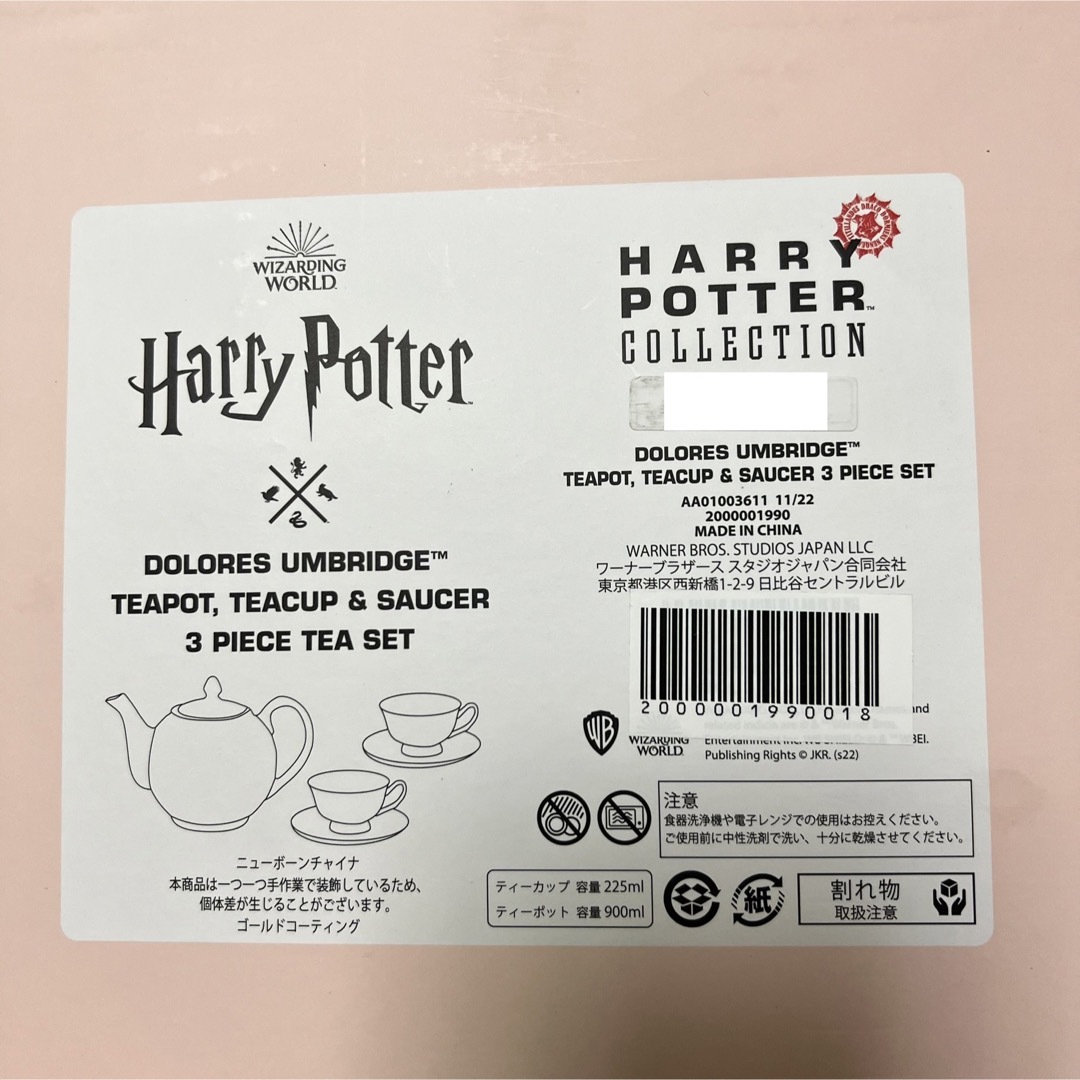 WIZARDING
WORLD
Harry Potter
DOLORES UMBRIDGE™
TEAPOT, TEACUP & SAUCER
3 PIECE TEA SET
ニューボーンチャイナ
本商品は一つ一つ手作業で装飾しているため、
個体差が生じることがございます。
ゴールドコーティング
HARRY
POTTER™
COLLECTION
DOLORES UMBRIDGE™
TEAPOT, TEACUP & SAUCER 3 PIECE SET
AA01003611 11/22
2000001990
MADE IN CHINA
WARNER BROS. STUDIOS JAPAN LLC
ワーナーブラザース スタジオジャパン合同会社
東京都港区西新橋1-2-9 日比谷セントラルビル
2000001990018
and
WB
WIZARDING
WORLD
BEI.
Publishing Rights © JKR. (s22)
注意
食器洗浄機や電子レンジでの使用はお控えください。
ご使用前に中性洗剤で洗い、十分に乾燥させてください。
ティーカップ 容量 225ml
ティーポット 容量 900ml
紙
割れ物
取扱注意